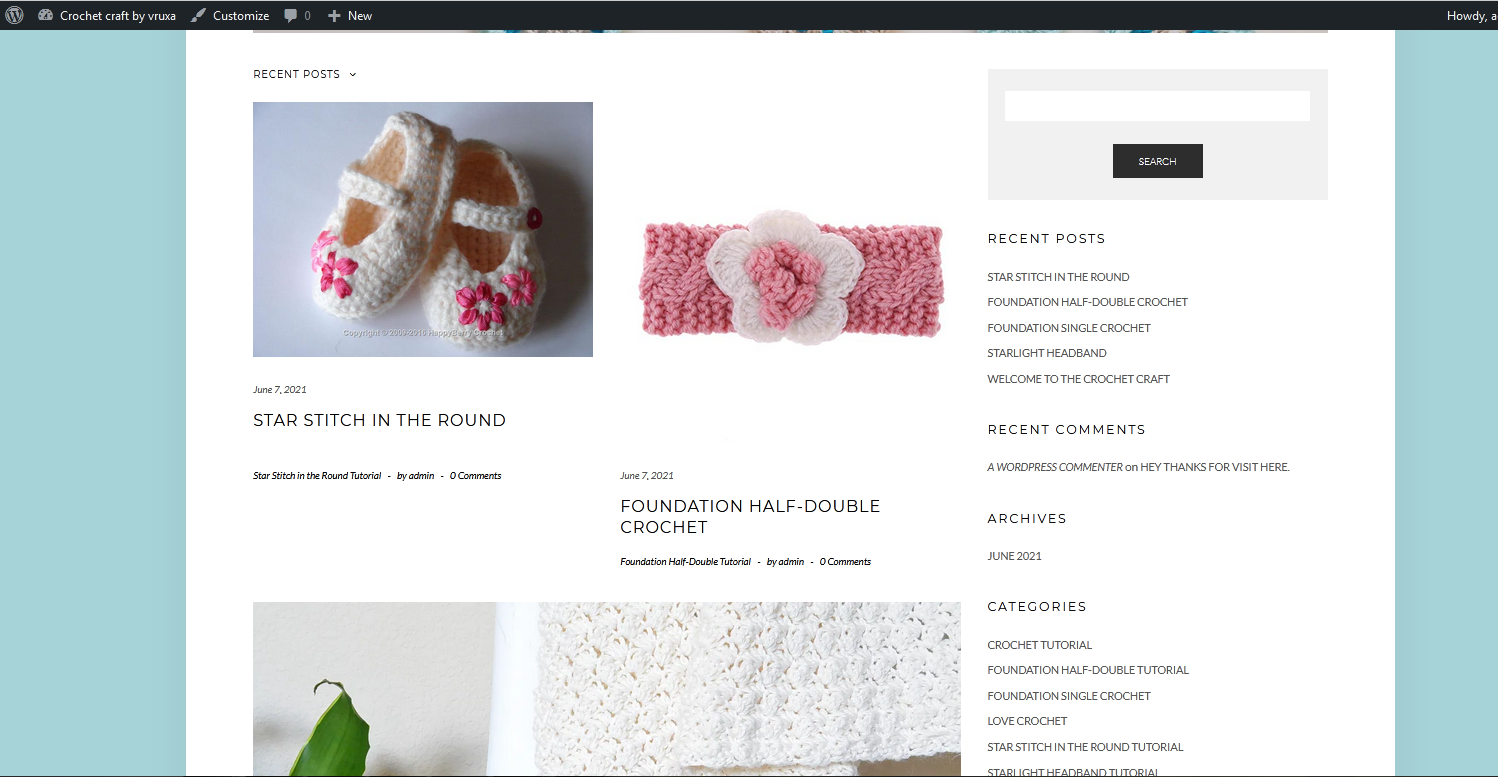 Crochet craft by vruxa Customize 0 New Howdy, a
RECENT POSTS
Copyright © 2009-2016 HappyBerry Crochet
June 7, 2021
STAR STITCH IN THE ROUND
Star Stitch in the Round Tutorial - by admin - 0 Comments
June 7, 2021
FOUNDATION HALF-DOUBLE
CROCHET
Foundation Half-Double Tutorial - by admin - 0 Comments
SEARCH
RECENT POSTS
STAR STITCH IN THE ROUND
FOUNDATION HALF-DOUBLE CROCHET
FOUNDATION SINGLE CROCHET
STARLIGHT HEADBAND
WELCOME TO THE CROCHET CRAFT
RECENT COMMENTS
A WORDPRESS COMMENTER on HEY THANKS FOR VISIT HERE.
ARCHIVES
JUNE 2021
CATEGORIES
CROCHET TUTORIAL
FOUNDATION HALF-DOUBLE TUTORIAL
FOUNDATION SINGLE CROCHET
LOVE CROCHET
STAR STITCH IN THE ROUND TUTORIAL
STARLIGHT HEADBAND TUTORIAL